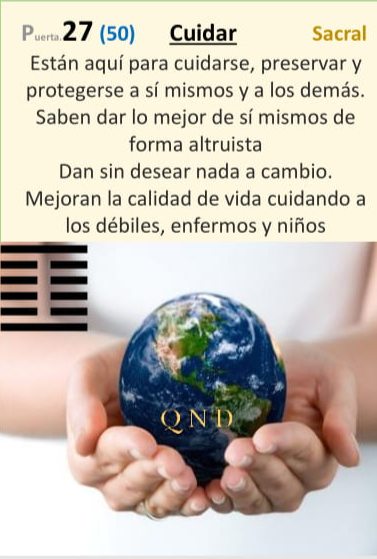 Puerta.27 (50) Cuidar Sacral
Están aquí para cuidarse, preservar y
protegerse a sí mismos y a los demás.
Saben dar lo mejor de sí mismos de
forma altruista
Dan sin desear nada a cambio.
Mejoran la calidad de vida cuidando a
los débiles, enfermos y niños
QND